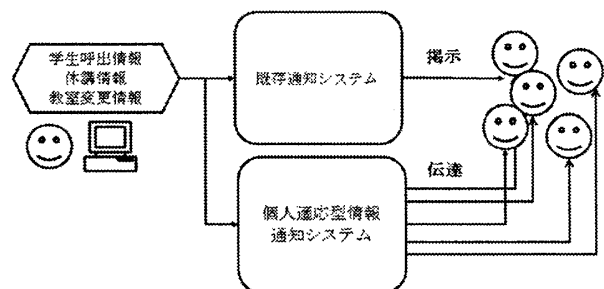 学生呼出情報
休講情報
教室変更情報
既存通知システム
掲示
伝達
個人適応型情報
通知システム